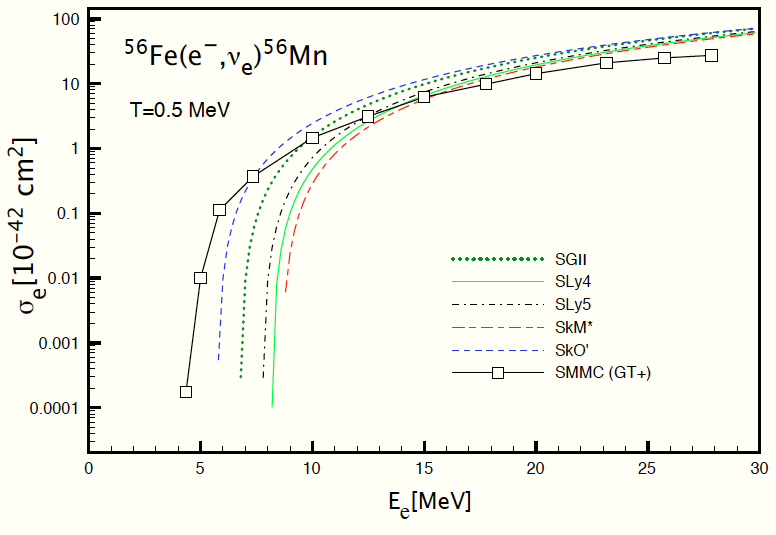 ⁵⁶Fe(e⁻,νₑ)⁵⁶Mn
T=0.5 MeV
σₑ[10⁻⁴² cm²]
100
10
1
0.1
0.01
0.001
0.0001
SGII
SLy4
SLy5
SkM*
SkO'
SMMC (GT+)
0 5 10 15 20 25 30
Eₑ[MeV]